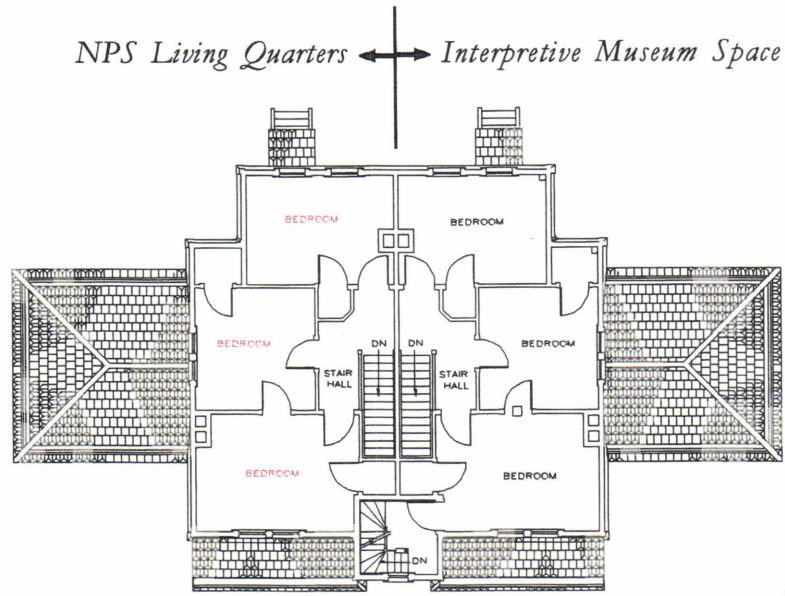 NPS Living Quarters
Interpretive Museum Space
BEDROOM
BEDROOM
BEDROOM
BEDROOM
DN
DN
STAIR
HALL
STAIR
HALL
BEDROOM
BEDROOM
DN